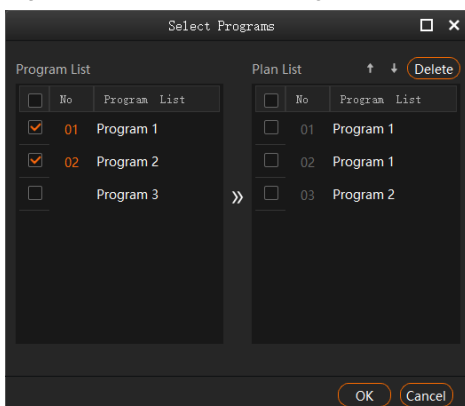 Select Programs
Program List
Plan List Delete
No Program List
No Program List
01 Program 1
01 Program 1
02 Program 2
02 Program 1
Program 3
03 Program 2
OK Cancel